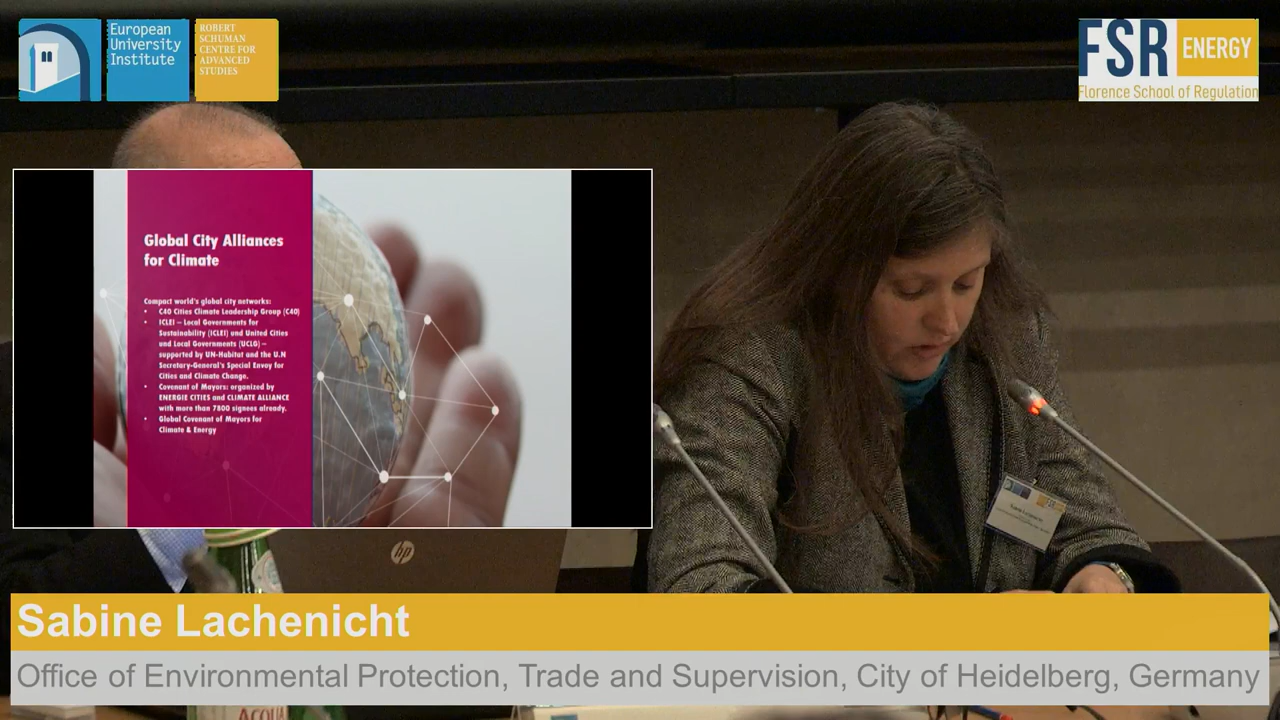 European
University
Institute
ROBERT
SCHUMAN
CENTRE FOR
ADVANCED
STUDIES
FSR ENERGY
Florence School of Regulation
Global City Alliances
for Climate
Compact world's global city networks:
• C40 Cities Climate Leadership Group (C40)
• ICLEI – Local Governments for
Sustainability (ICLEI) and United Cities
and Local Governments (UCLG) –
supported by UN-Habitat and the U.N
Secretary-General's Special Envoy for
Cities and Climate Change.
• Covenant of Mayors: organized by
ENERGIE CITIES and CLIMATE ALLIANCE
with more than 7800 signees already.
• Global Covenant of Mayors for
Climate & Energy
hp
Sabine Lachenicht
Office of Environmental Protection, Trade and Supervision, City of Heidelberg, Germany
ACQUA